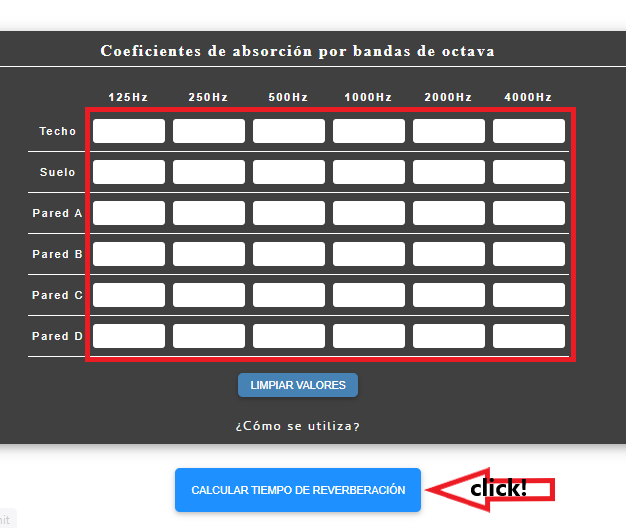 Coeficientes de absorción por bandas de octava
125Hz 250Hz 500Hz 1000Hz 2000Hz 4000Hz
Techo
Suelo
Pared A
Pared B
Pared C
Pared D
LIMPIAR VALORES
¿Cómo se utiliza?
CALCULAR TIEMPO DE REVERBERACIÓN
click!